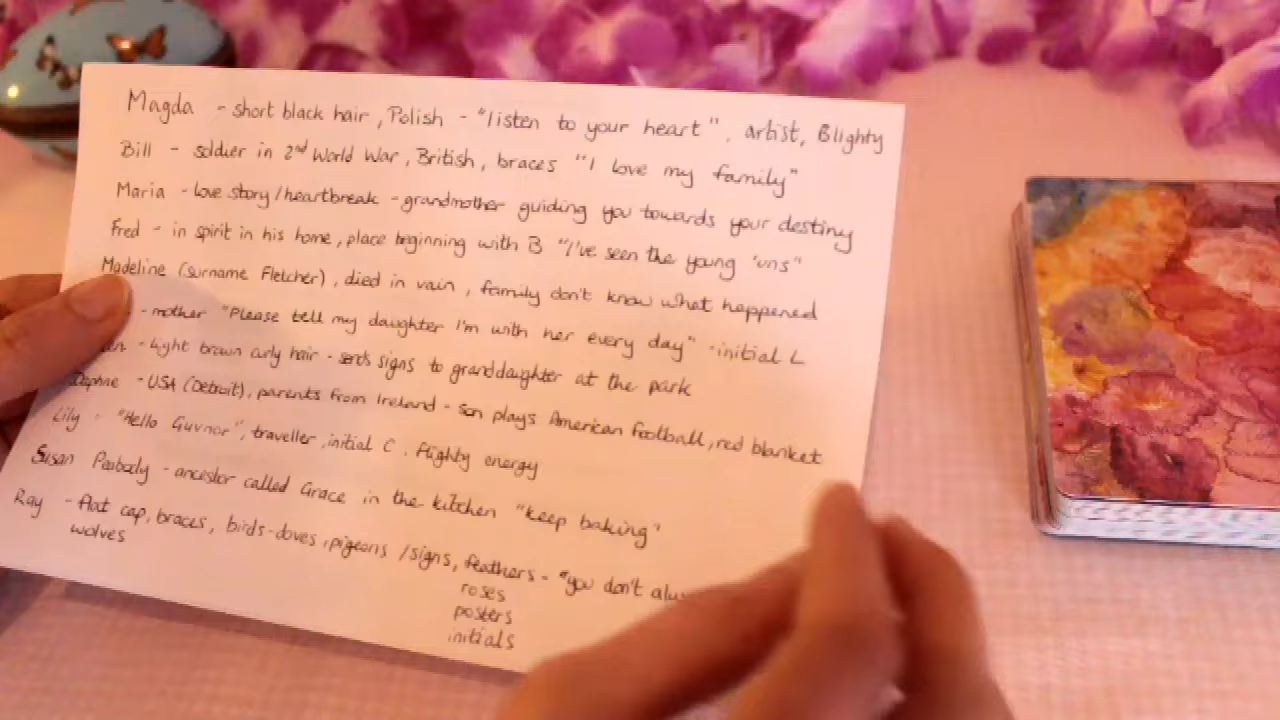 Magda - short black hair, Polish - "listen to your heart", artist, Blighty
Bill - soldier in 2nd World War, British, braces "I love my family"
Maria - love story/heartbreak - grandmother guiding you towards your destiny
Fred - in spirit in his home, place beginning with B "I've seen the young 'uns"
Madeline (surname Fletcher), died in vain, family don't know what happened
- mother "Please tell my daughter I'm with her every day" - initial L
- light brown curly hair - sends signs to granddaughter at the park
Daphne - USA (Detroit), parents from Ireland - son plays American football, red blanket
Lily - "Hello Guvnor", traveller, initial C. flighty energy
Susan Peabody - ancestor called Grace in the kitchen "keep baking"
Ray - flat cap, braces, birds-doves, pigeons /signs, feathers - "you don't
wolves
roses
posters
initials